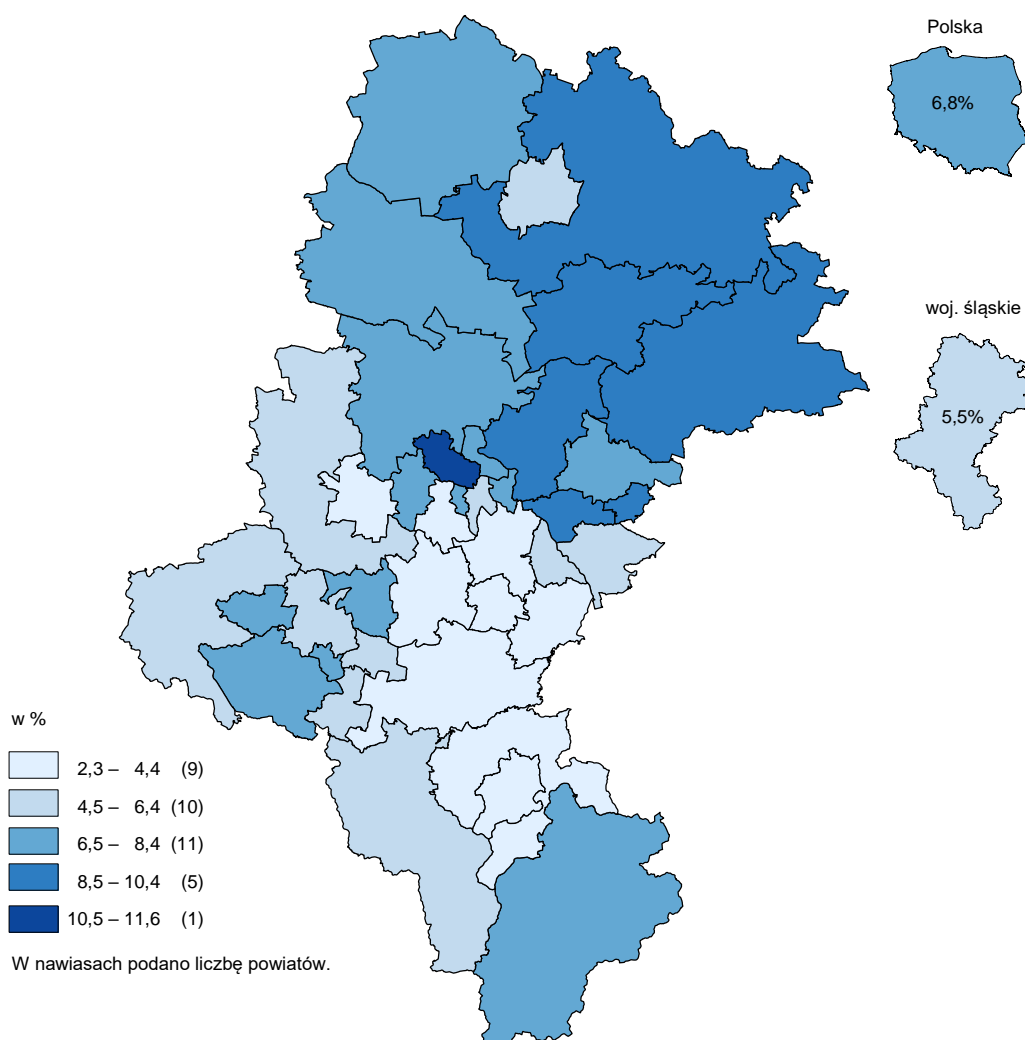 Polska
6,8%
woj. śląskie
5,5%
w %
2,3 – 4,4 (9)
4,5 – 6,4 (10)
6,5 – 8,4 (11)
8,5 – 10,4 (5)
10,5 – 11,6 (1)
W nawiasach podano liczbę powiatów.